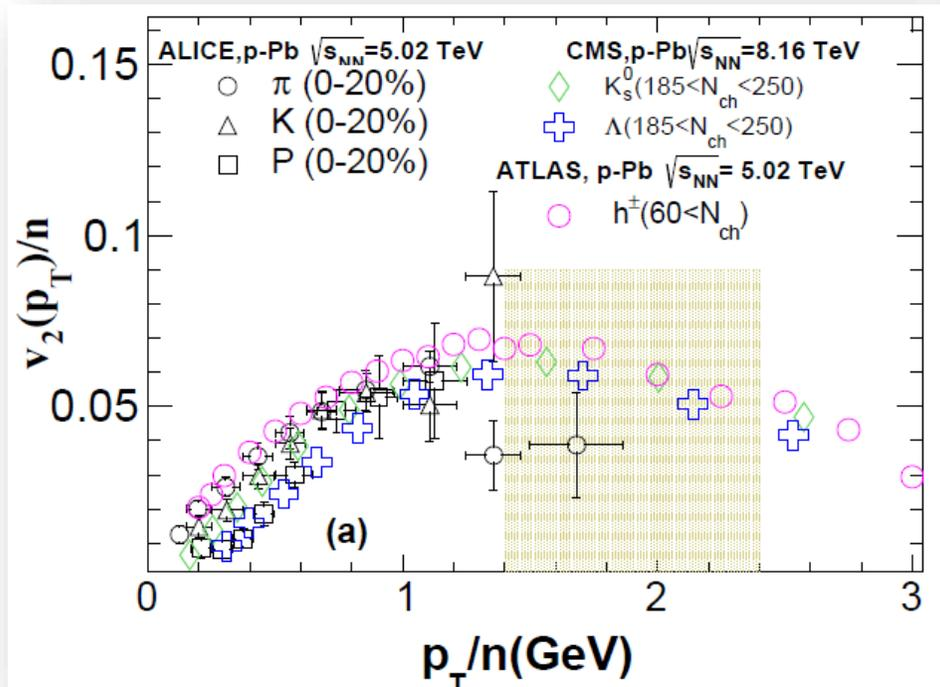 ALICE,p-Pb √sNN=5.02 TeV
π (0-20%)
K (0-20%)
P (0-20%)
CMS,p-Pb√sNN=8.16 TeV
K0s(185<Nch<250)
Λ(185<Nch<250)
ATLAS, p-Pb √sNN= 5.02 TeV
h±(60<Nch)
0.15
0.1
0.05
v2(pT)/n
(a)
0 1 2 3
pT/n(GeV)